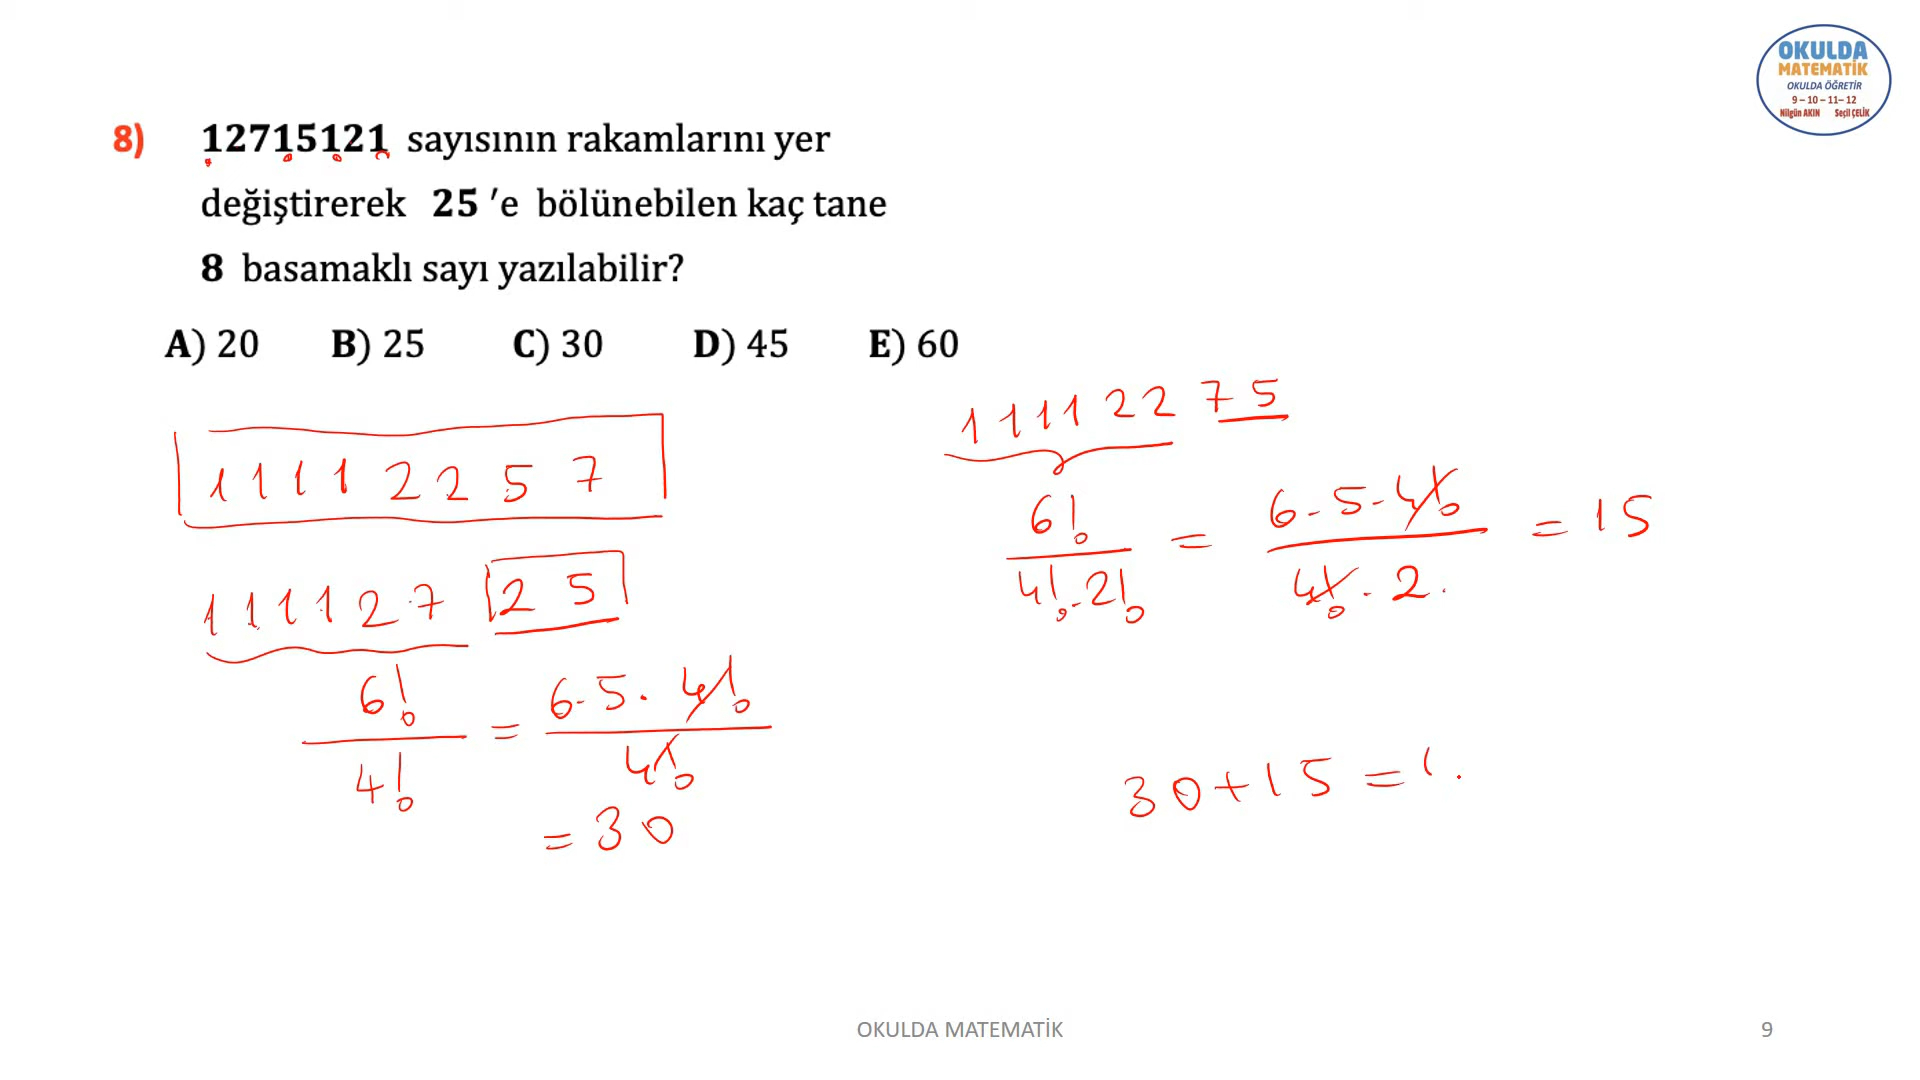 OKULDA
MATEMATİK
OKULDA ÖĞRETİR
9 – 10 – 11– 12
Nilgün AKIN Seçil ÇELİK
8) 12715121 sayısının rakamlarını yer
değiştirerek 25 'e bölünebilen kaç tane
8 basamaklı sayı yazılabilir?
A) 20 B) 25 C) 30 D) 45 E) 60
1 1 1 1 2 2 5 7
1 1 1 1 2 7 2 5
6! / 4! = 6 · 5 · 4! / 4!
= 30
1 1 1 1 2 2 7 5
6! / 4! · 2! = 6 · 5 · 4! / 4! · 2 = 15
30 + 15 =
OKULDA MATEMATİK
9